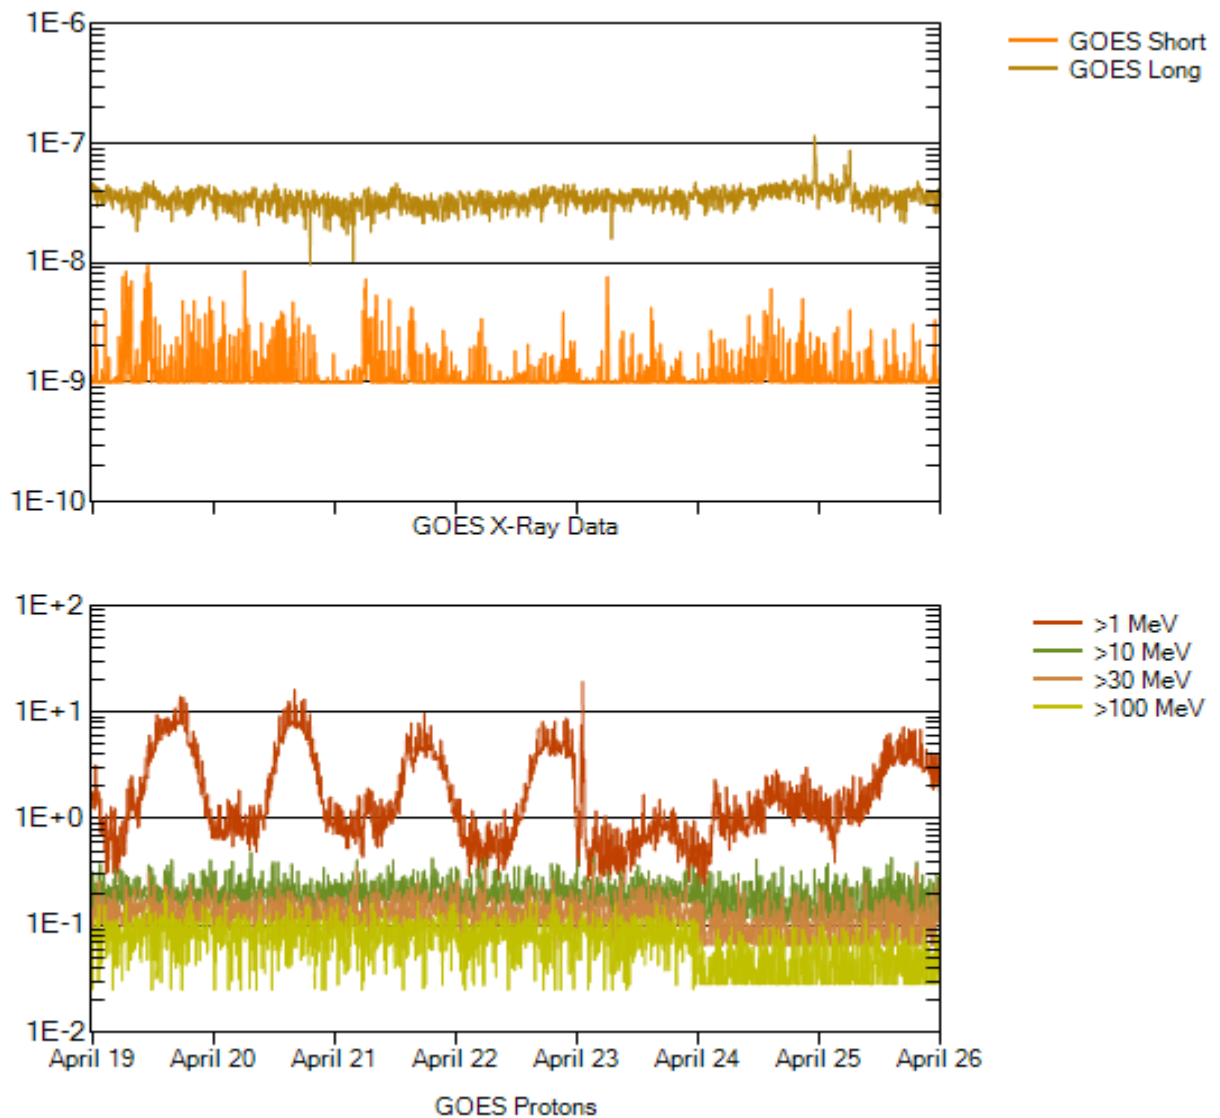 1E-6
GOES Short
GOES Long
1E-7
1E-8
1E-9
1E-10
GOES X-Ray Data
1E+2
>1 MeV
>10 MeV
>30 MeV
>100 MeV
1E+1
1E+0
1E-1
1E-2
April 19 April 20 April 21 April 22 April 23 April 24 April 25 April 26
GOES Protons